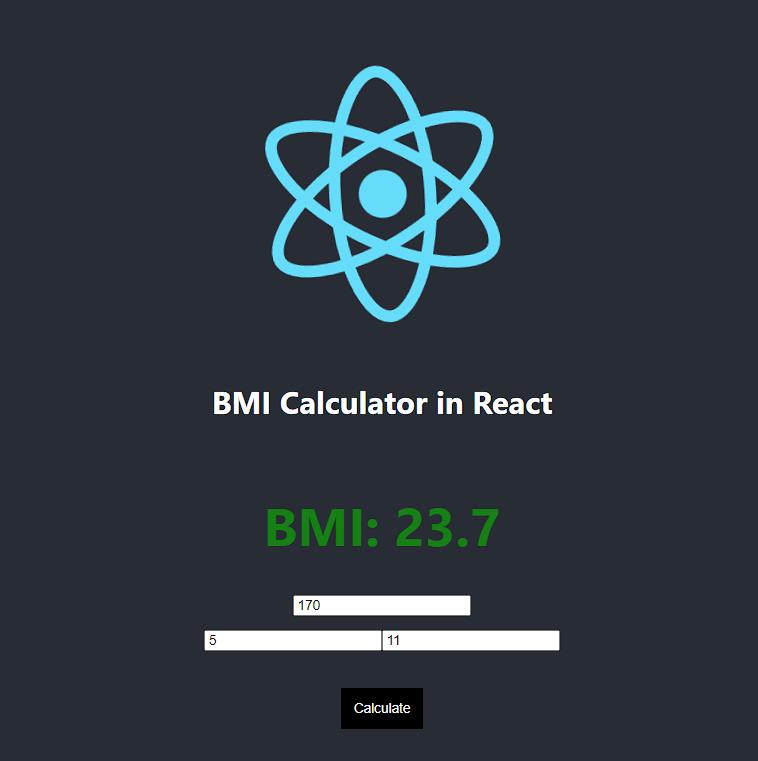 BMI Calculator in React
BMI: 23.7
170
5 11
Calculate